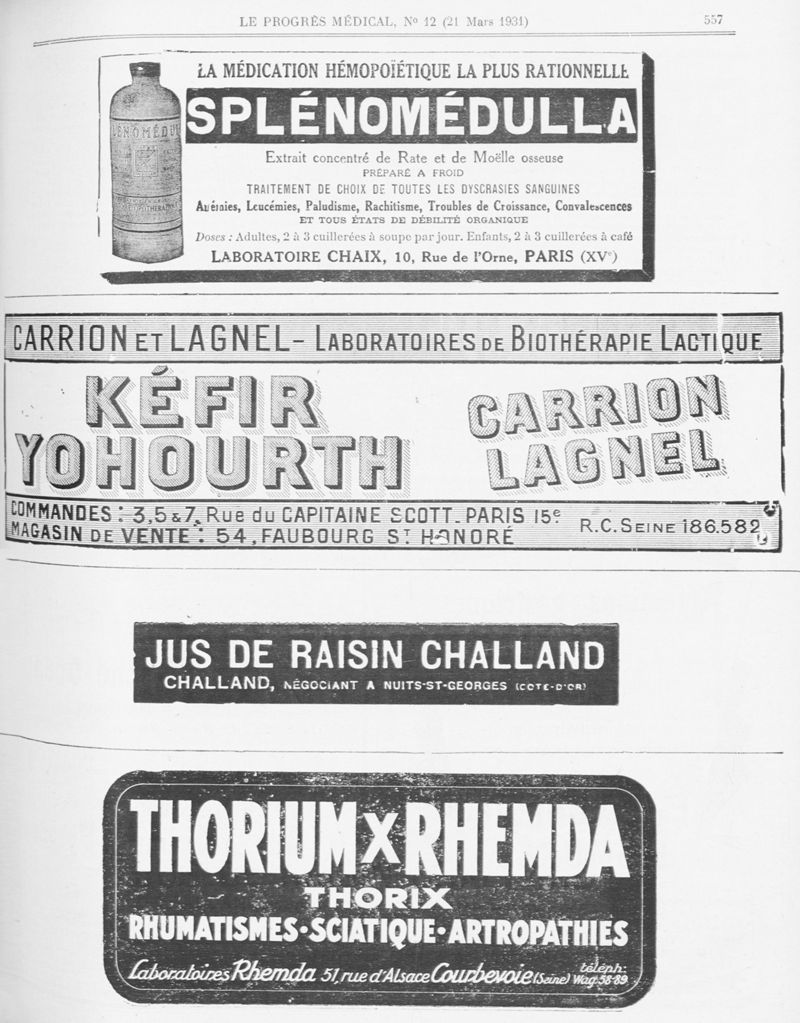 LE PROGRÈS MÉDICAL, No 12 (21 Mars 1931)
557
LA MÉDICATION HÉMOPOÏÉTIQUE LA PLUS RATIONNELLE
SPLÉNOMÉDULLA
Extrait concentré de Rate et de Moëlle osseuse
PRÉPARÉ A FROID
TRAITEMENT DE CHOIX DE TOUTES LES DYSCRASIES SANGUINES
Anémies, Leucémies, Paludisme, Rachitisme, Troubles de Croissance, Convalescences
ET TOUS ÉTATS DE DÉBILITÉ ORGANIQUE
Doses : Adultes, 2 à 3 cuillerées à soupe par jour. Enfants, 2 à 3 cuillerées à café
LABORATOIRE CHAIX, 10, Rue de l'Orne, PARIS (XVe)
CARRION ET LAGNEL - LABORATOIRES DE BIOTHÉRAPIE LACTIQUE
KÉFIR
YOHOURTH
CARRION
LAGNEL
COMMANDES : 3,5 & 7, Rue du CAPITAINE SCOTT_PARIS 15e
MAGASIN DE VENTE : 54, FAUBOURG ST HONORÉ
R.C. SEINE 186.582
JUS DE RAISIN CHALLAND
CHALLAND, NÉGOCIANT A NUITS-ST-GEORGES (COTE-D'OR)
THORIUM X RHEMDA
THORIX
RHUMATISMES•SCIATIQUE•ARTROPATHIES
Laboratoires Rhemda 51, rue d'Alsace Courbevoie (Seine) téléph: Wag. 58-89